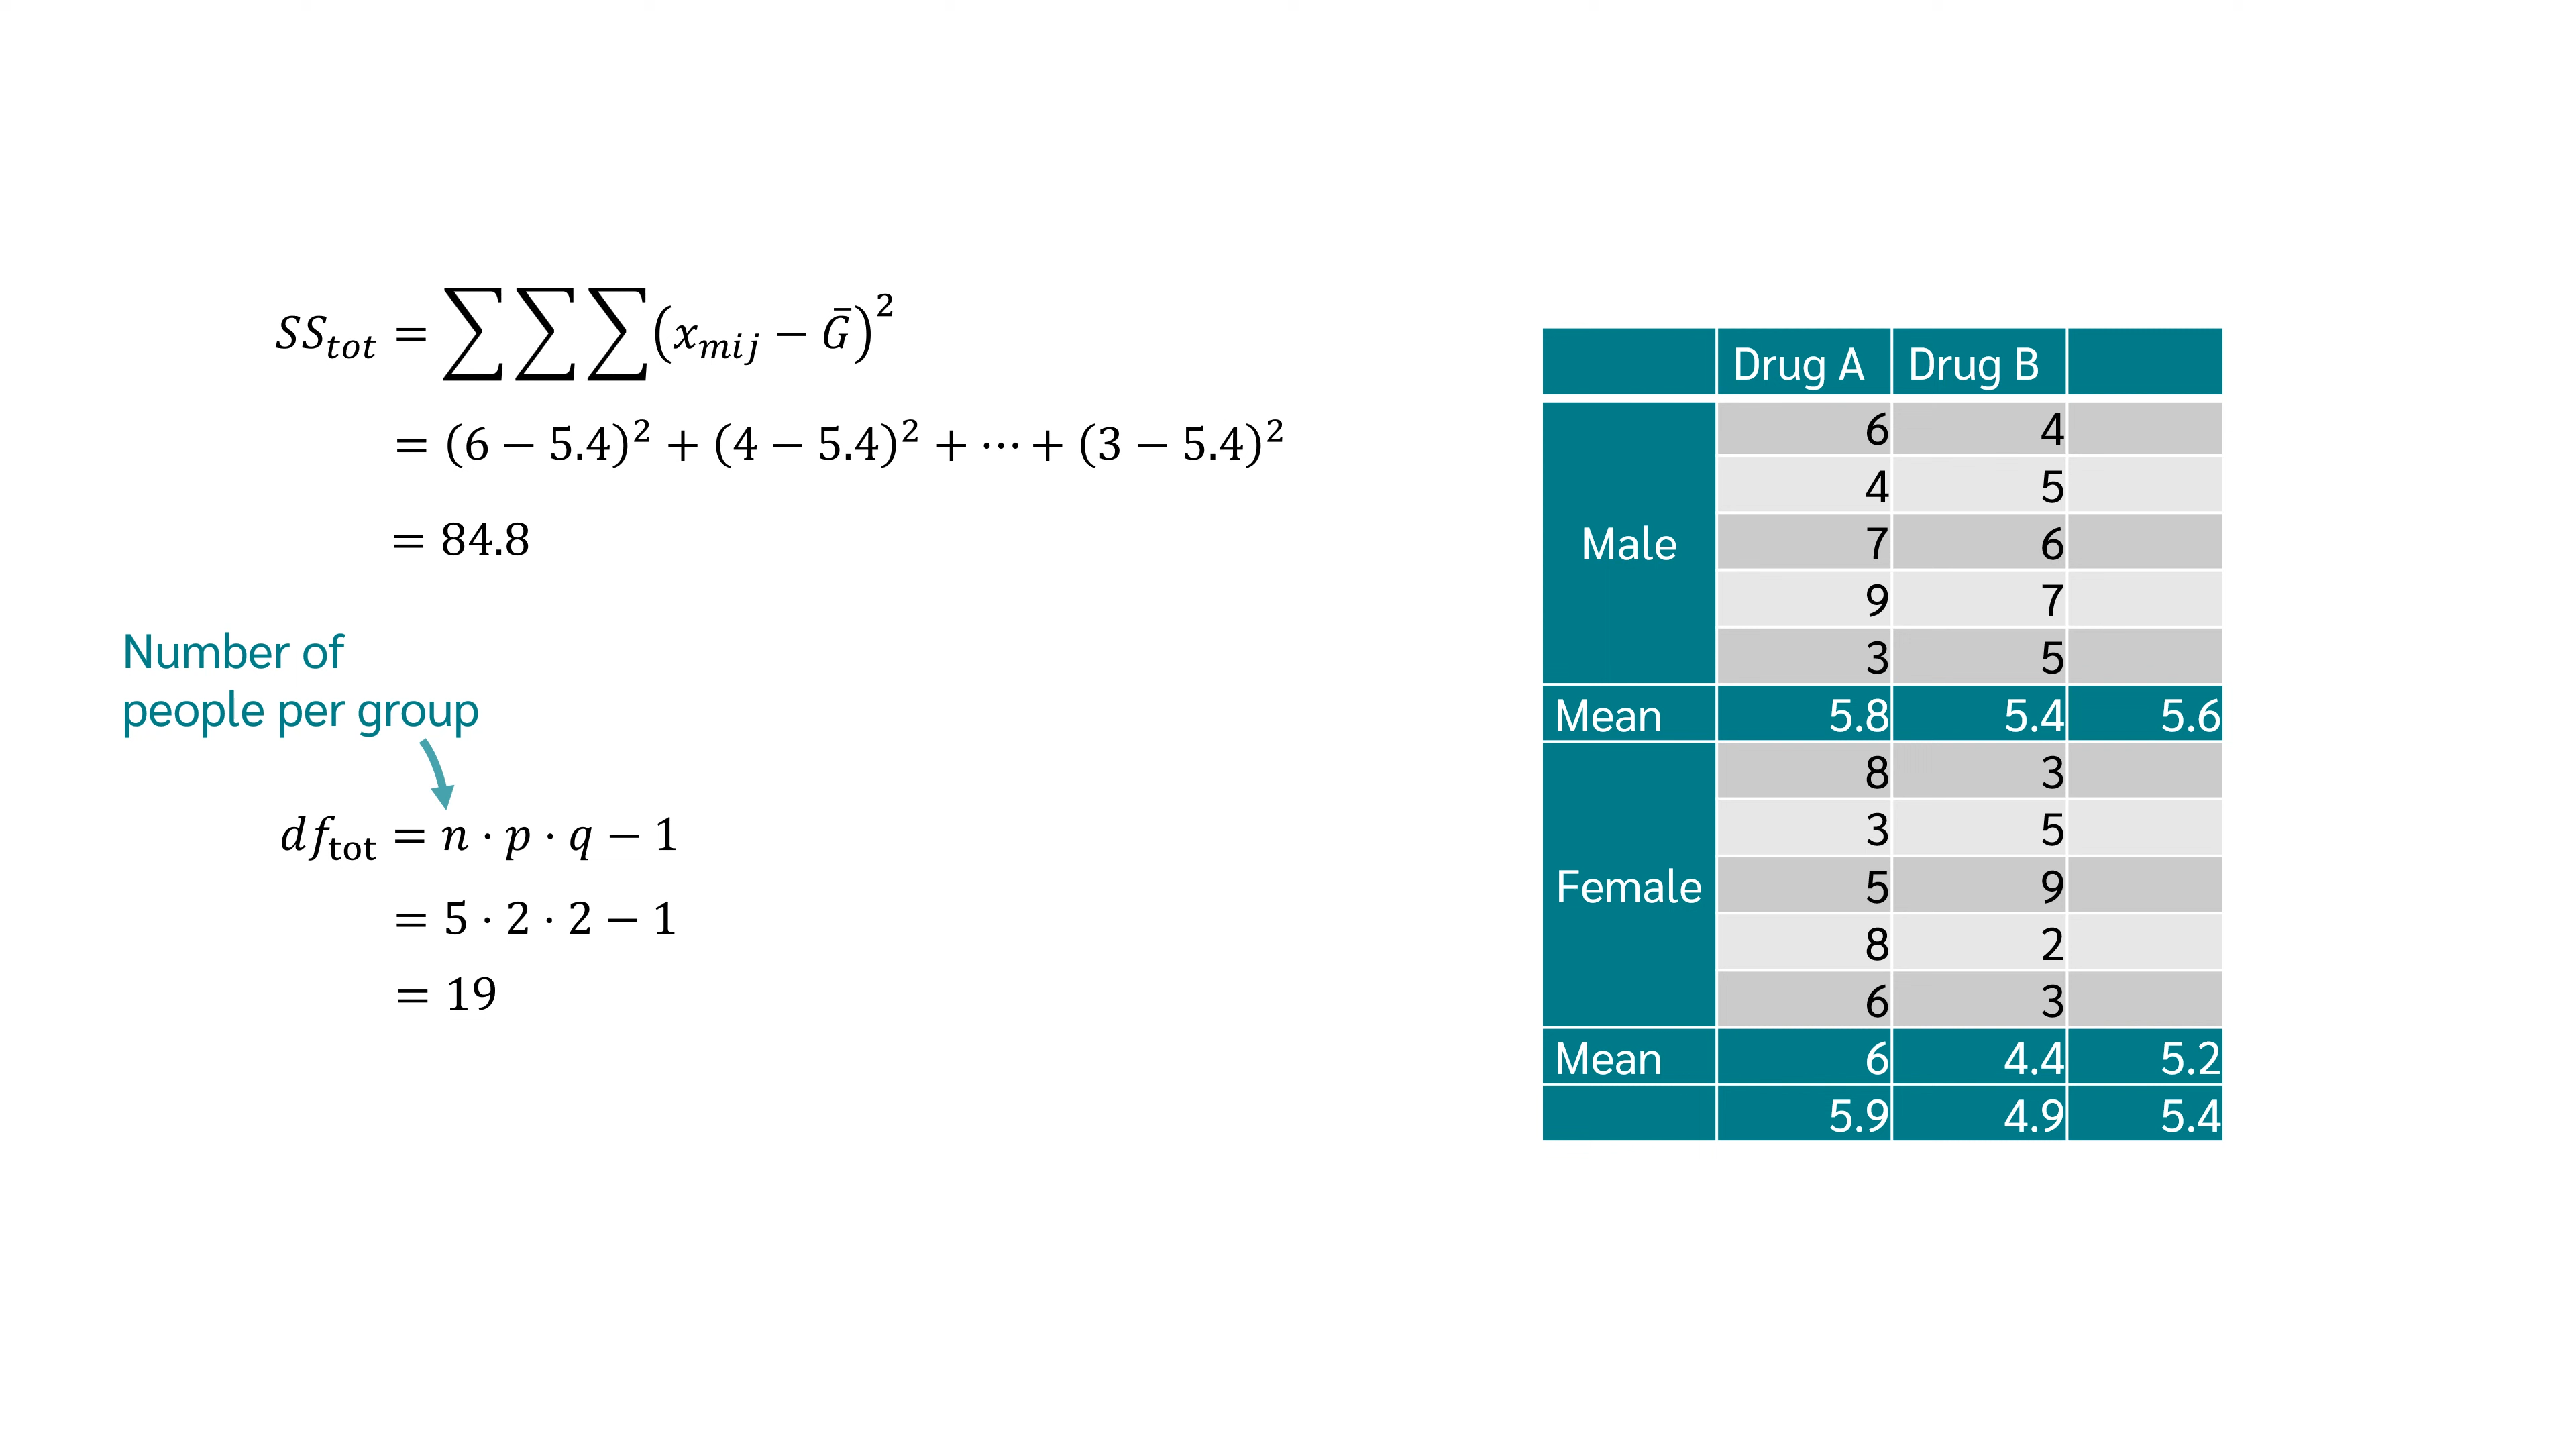 SS_tot = ∑∑∑(x_mij − Ḡ)²
= (6 − 5.4)² + (4 − 5.4)² + ⋯ + (3 − 5.4)²
= 84.8
Number of
people per group
df_tot = n · p · q − 1
= 5 · 2 · 2 − 1
= 19
Drug A Drug B
6 4
4 5
Male 7 6
9 7
3 5
Mean 5.8 5.4 5.6
8 3
3 5
Female 5 9
8 2
6 3
Mean 6 4.4 5.2
5.9 4.9 5.4